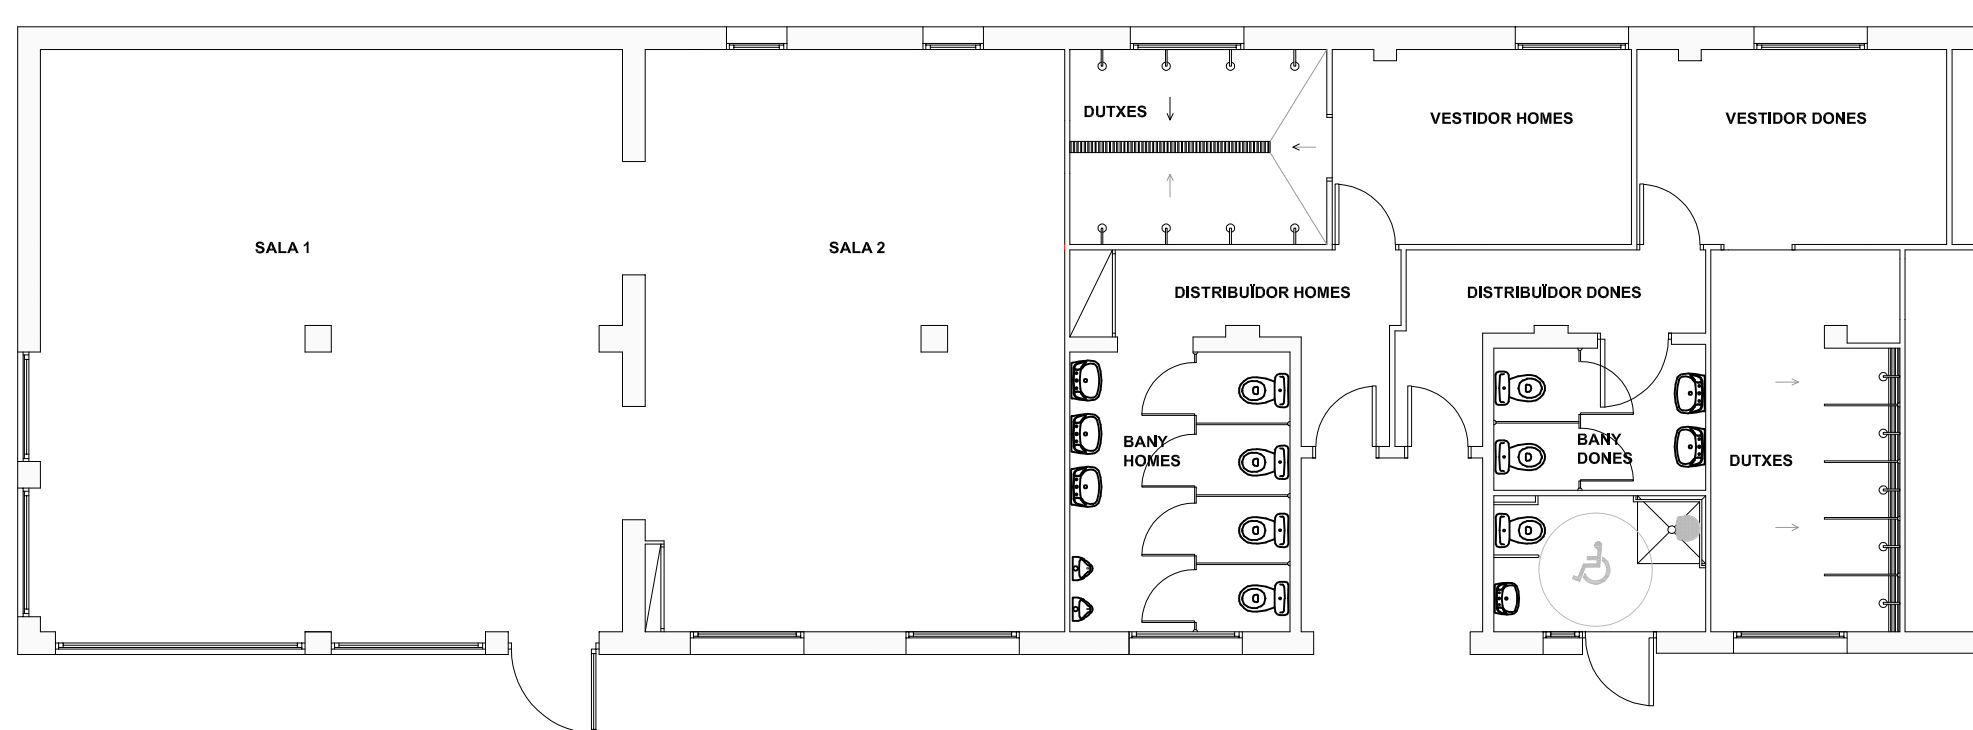 DUTXES
VESTIDOR HOMES
VESTIDOR DONES
SALA 1
SALA 2
DISTRIBUÏDOR HOMES
DISTRIBUÏDOR DONES
BANY
HOMES
BANY
DONES
DUTXES